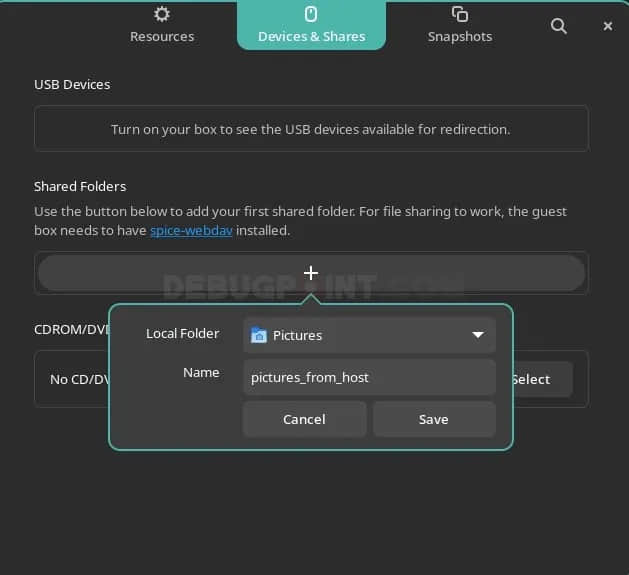 Resources
Devices & Shares
Snapshots
USB Devices
Turn on your box to see the USB devices available for redirection.
Shared Folders
Use the button below to add your first shared folder. For file sharing to work, the guest
box needs to have spice-webdav installed.
DEBUGPOINT.COM
CDROM/DVD
Local Folder
Pictures
No CD/DV
Select
Name
pictures_from_host
Cancel
Save